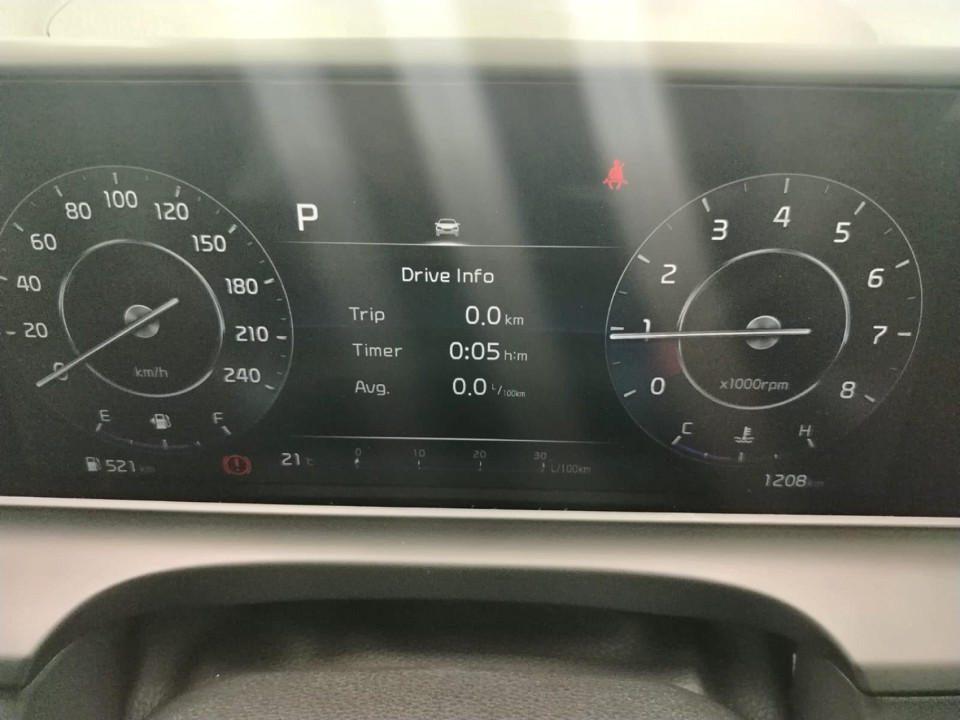 100
80 120
60 150
40 180
20 210
0 240
km/h
E F
521 km
P
Drive Info
Trip 0.0 km
Timer 0:05 h:m
Avg. 0.0 L/100km
21 °C
0 10 20 30
L/100km
4
3 5
2 6
1 7
0 8
x1000rpm
C H
1208 km